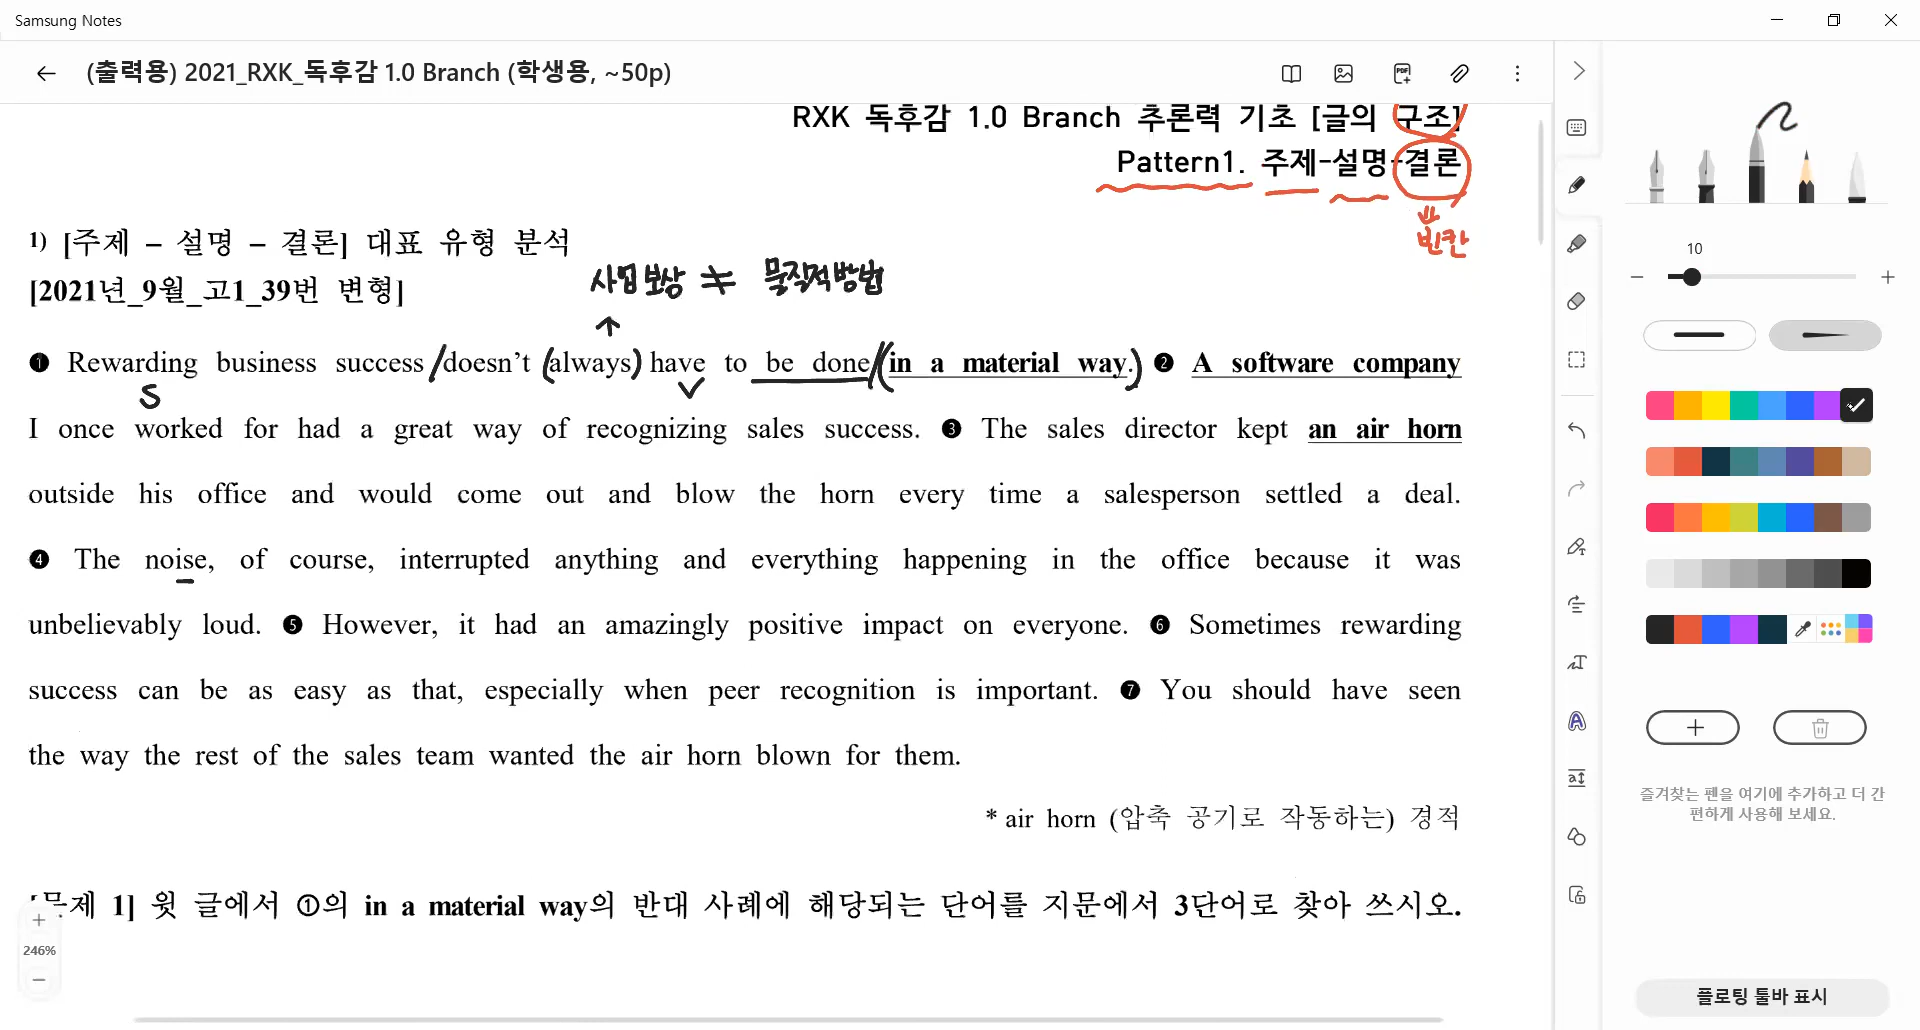 Samsung Notes
(출력용) 2021_RXK_독후감 1.0 Branch (학생용, ~50p)
RXK 독후감 1.0 Branch 추론력 기초 [글의 구조]
Pattern1. 주제-설명-결론
빈칸
1) [주제 – 설명 – 결론] 대표 유형 분석
[2021년_9월_고1_39번 변형]
사업보상 ≠ 물질적방법
❶ Rewarding business success/doesn't (always) have to be done/(in a material way.) ❷ A software company
S V
I once worked for had a great way of recognizing sales success. ❸ The sales director kept an air horn
outside his office and would come out and blow the horn every time a salesperson settled a deal.
❹ The noise, of course, interrupted anything and everything happening in the office because it was
unbelievably loud. ❺ However, it had an amazingly positive impact on everyone. ❻ Sometimes rewarding
success can be as easy as that, especially when peer recognition is important. ❼ You should have seen
the way the rest of the sales team wanted the air horn blown for them.
* air horn (압축 공기로 작동하는) 경적
[문제 1] 윗 글에서 ①의 in a material way의 반대 사례에 해당되는 단어를 지문에서 3단어로 찾아 쓰시오.
246%
10
즐겨찾는 펜을 여기에 추가하고 더 간
편하게 사용해 보세요.
플로팅 툴바 표시